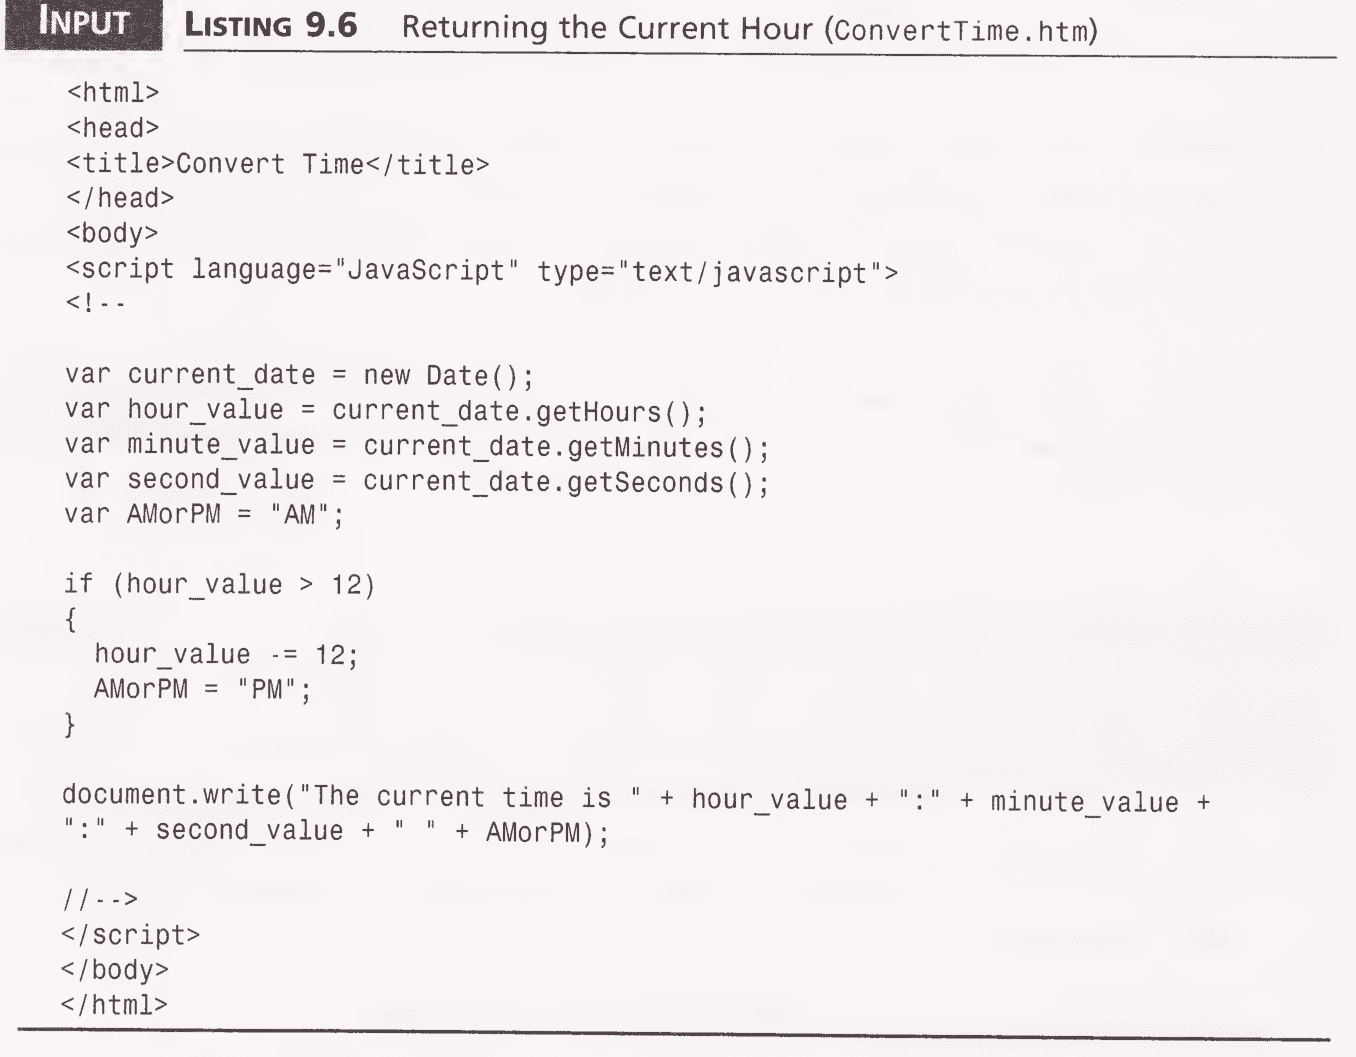 INPUT LISTING 9.6 Returning the Current Hour (ConvertTime.htm)
<html>
<head>
<title>Convert Time</title>
</head>
<body>
<script language="JavaScript" type="text/javascript">
<!--
var current_date = new Date();
var hour_value = current_date.getHours();
var minute_value = current_date.getMinutes();
var second_value = current_date.getSeconds();
var AMorPM = "AM";
if (hour_value > 12)
{
  hour_value -= 12;
  AMorPM = "PM";
}
document.write("The current time is " + hour_value + ":" + minute_value +
":" + second_value + " " + AMorPM);
//-->
</script>
</body>
</html>